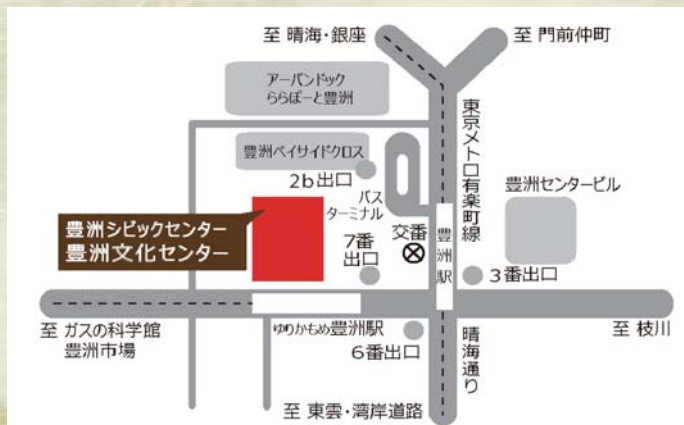 至 晴海・銀座
至 門前仲町
アーバンドック
ららぽーと豊洲
豊洲ベイサイドクロス
2b出口
バス
ターミナル
東京メトロ有楽町線
豊洲センタービル
豊洲シビックセンター
豊洲文化センター
7番
出口
交番
豊洲駅
3番出口
至 ガスの科学館
豊洲市場
ゆりかもめ豊洲駅
6番出口
晴海通り
至 枝川
至 東雲・湾岸道路